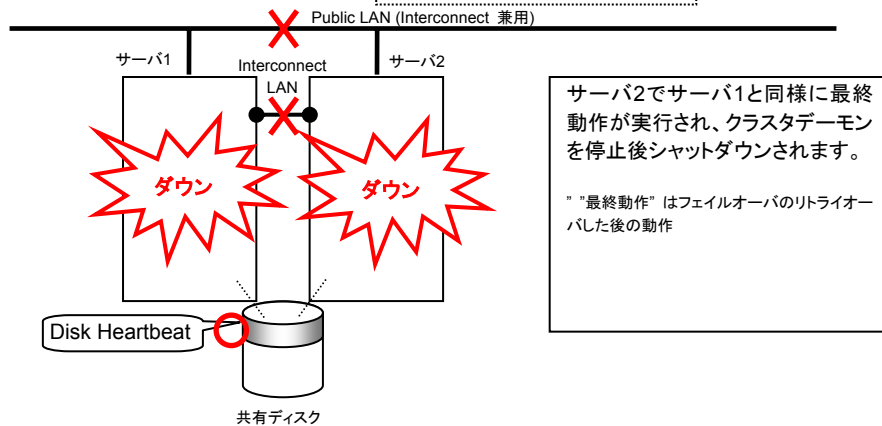 Public LAN (Interconnect 兼用)
サーバ1
Interconnect
LAN
サーバ2
ダウン
ダウン
Disk Heartbeat
共有ディスク
サーバ2でサーバ1と同様に最終
動作が実行され、クラスタデーモン
を停止後シャットダウンされます。
” ”最終動作” はフェイルオーバのリトライオー
バした後の動作